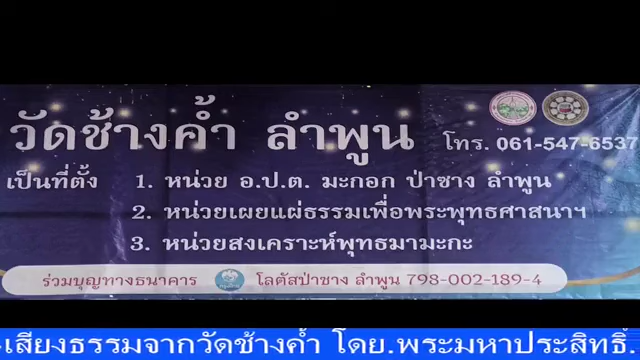 วัดช้างค้ำ ลำพูน โทร. 061-547-6537
เป็นที่ตั้ง 1. หน่วย อ.ป.ต. มะกอก ป่าซาง ลำพูน
2. หน่วยเผยแผ่ธรรมเพื่อพระพุทธศาสนาฯ
3. หน่วยสงเคราะห์พุทธมามะกะ
ร่วมบุญทางธนาคาร โลตัสป่าซาง ลำพูน 798-002-189-4
เสียงธรรมจากวัดช้างค้ำ โดย.พระมหาประสิทธิ์